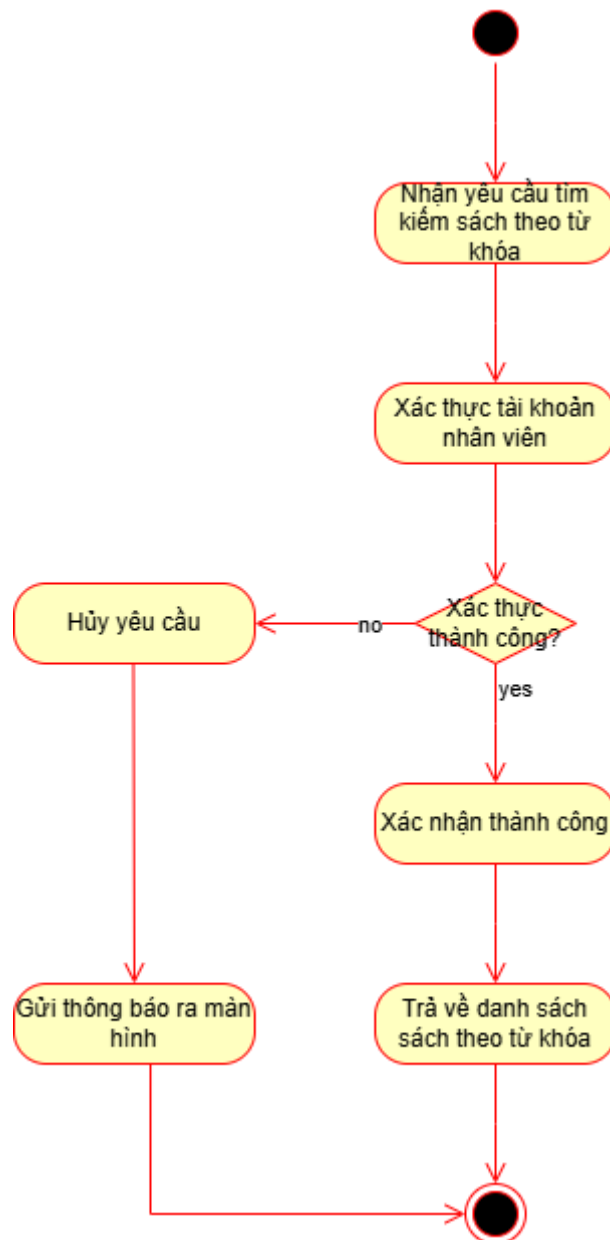 Nhận yêu cầu tìm
kiếm sách theo từ
khóa
Xác thực tài khoản
nhân viên
Xác thực
thành công?
no
Hủy yêu cầu
yes
Xác nhận thành công
Gửi thông báo ra màn
hình
Trả về danh sách
sách theo từ khóa